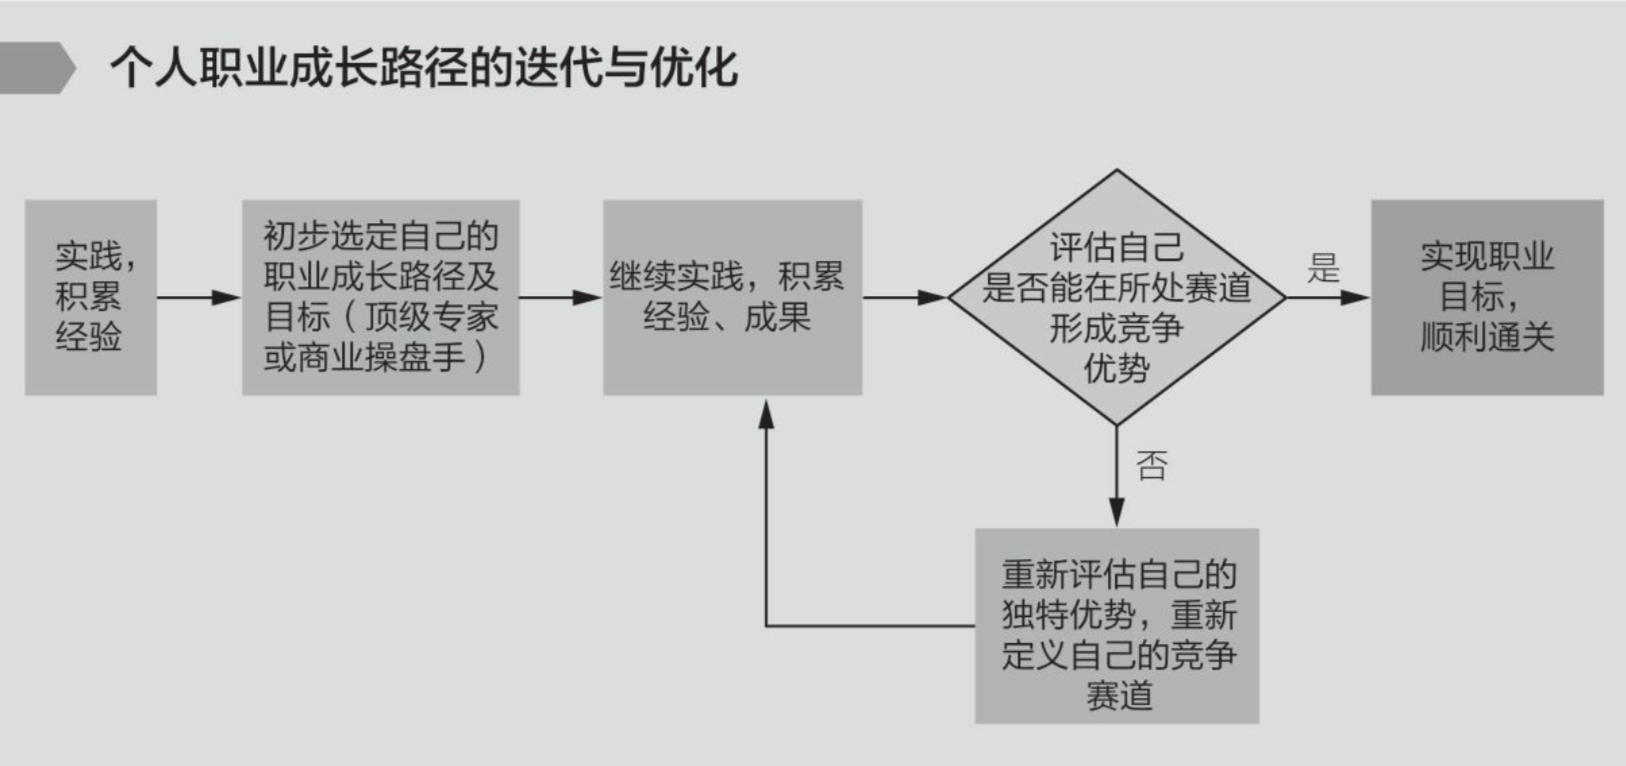 个人职业成长路径的迭代与优化
实践，
积累
经验
初步选定自己的
职业成长路径及
目标（顶级专家
或商业操盘手）
继续实践，积累
经验、成果
评估自己
是否能在所处赛道
形成竞争
优势
是
实现职业
目标，
顺利通关
否
重新评估自己的
独特优势，重新
定义自己的竞争
赛道